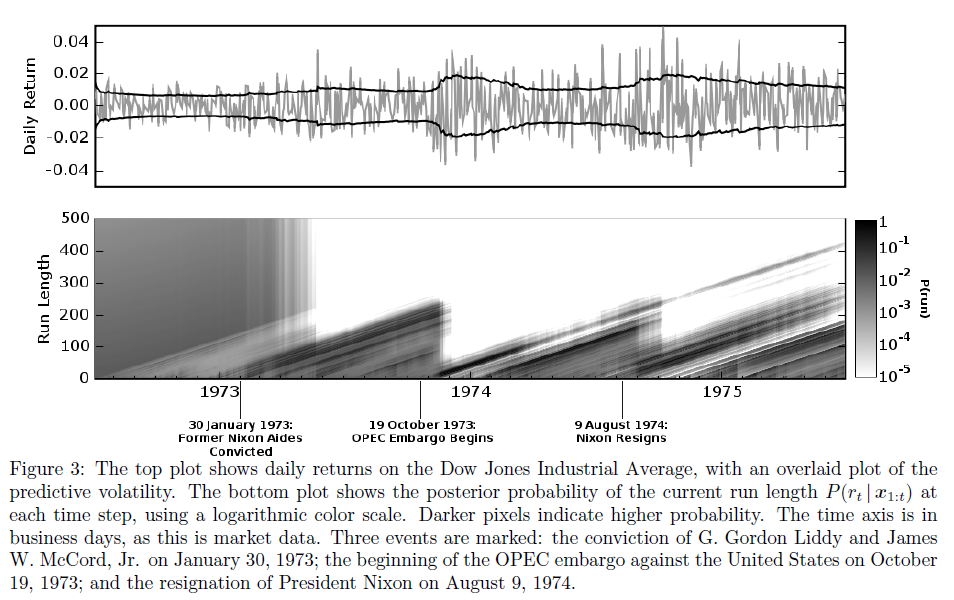 0.04
0.02
0.00
-0.02
-0.04
Daily Return
500
400
300
200
100
0
Run Length
1
10-1
10-2
10-3
10-4
10-5
P(run)
1973
1974
1975
30 January 1973:
Former Nixon Aides
Convicted
19 October 1973:
OPEC Embargo Begins
9 August 1974:
Nixon Resigns
Figure 3: The top plot shows daily returns on the Dow Jones Industrial Average, with an overlaid plot of the
predictive volatility. The bottom plot shows the posterior probability of the current run length P(rt | x1:t) at
each time step, using a logarithmic color scale. Darker pixels indicate higher probability. The time axis is in
business days, as this is market data. Three events are marked: the conviction of G. Gordon Liddy and James
W. McCord, Jr. on January 30, 1973; the beginning of the OPEC embargo against the United States on October
19, 1973; and the resignation of President Nixon on August 9, 1974.